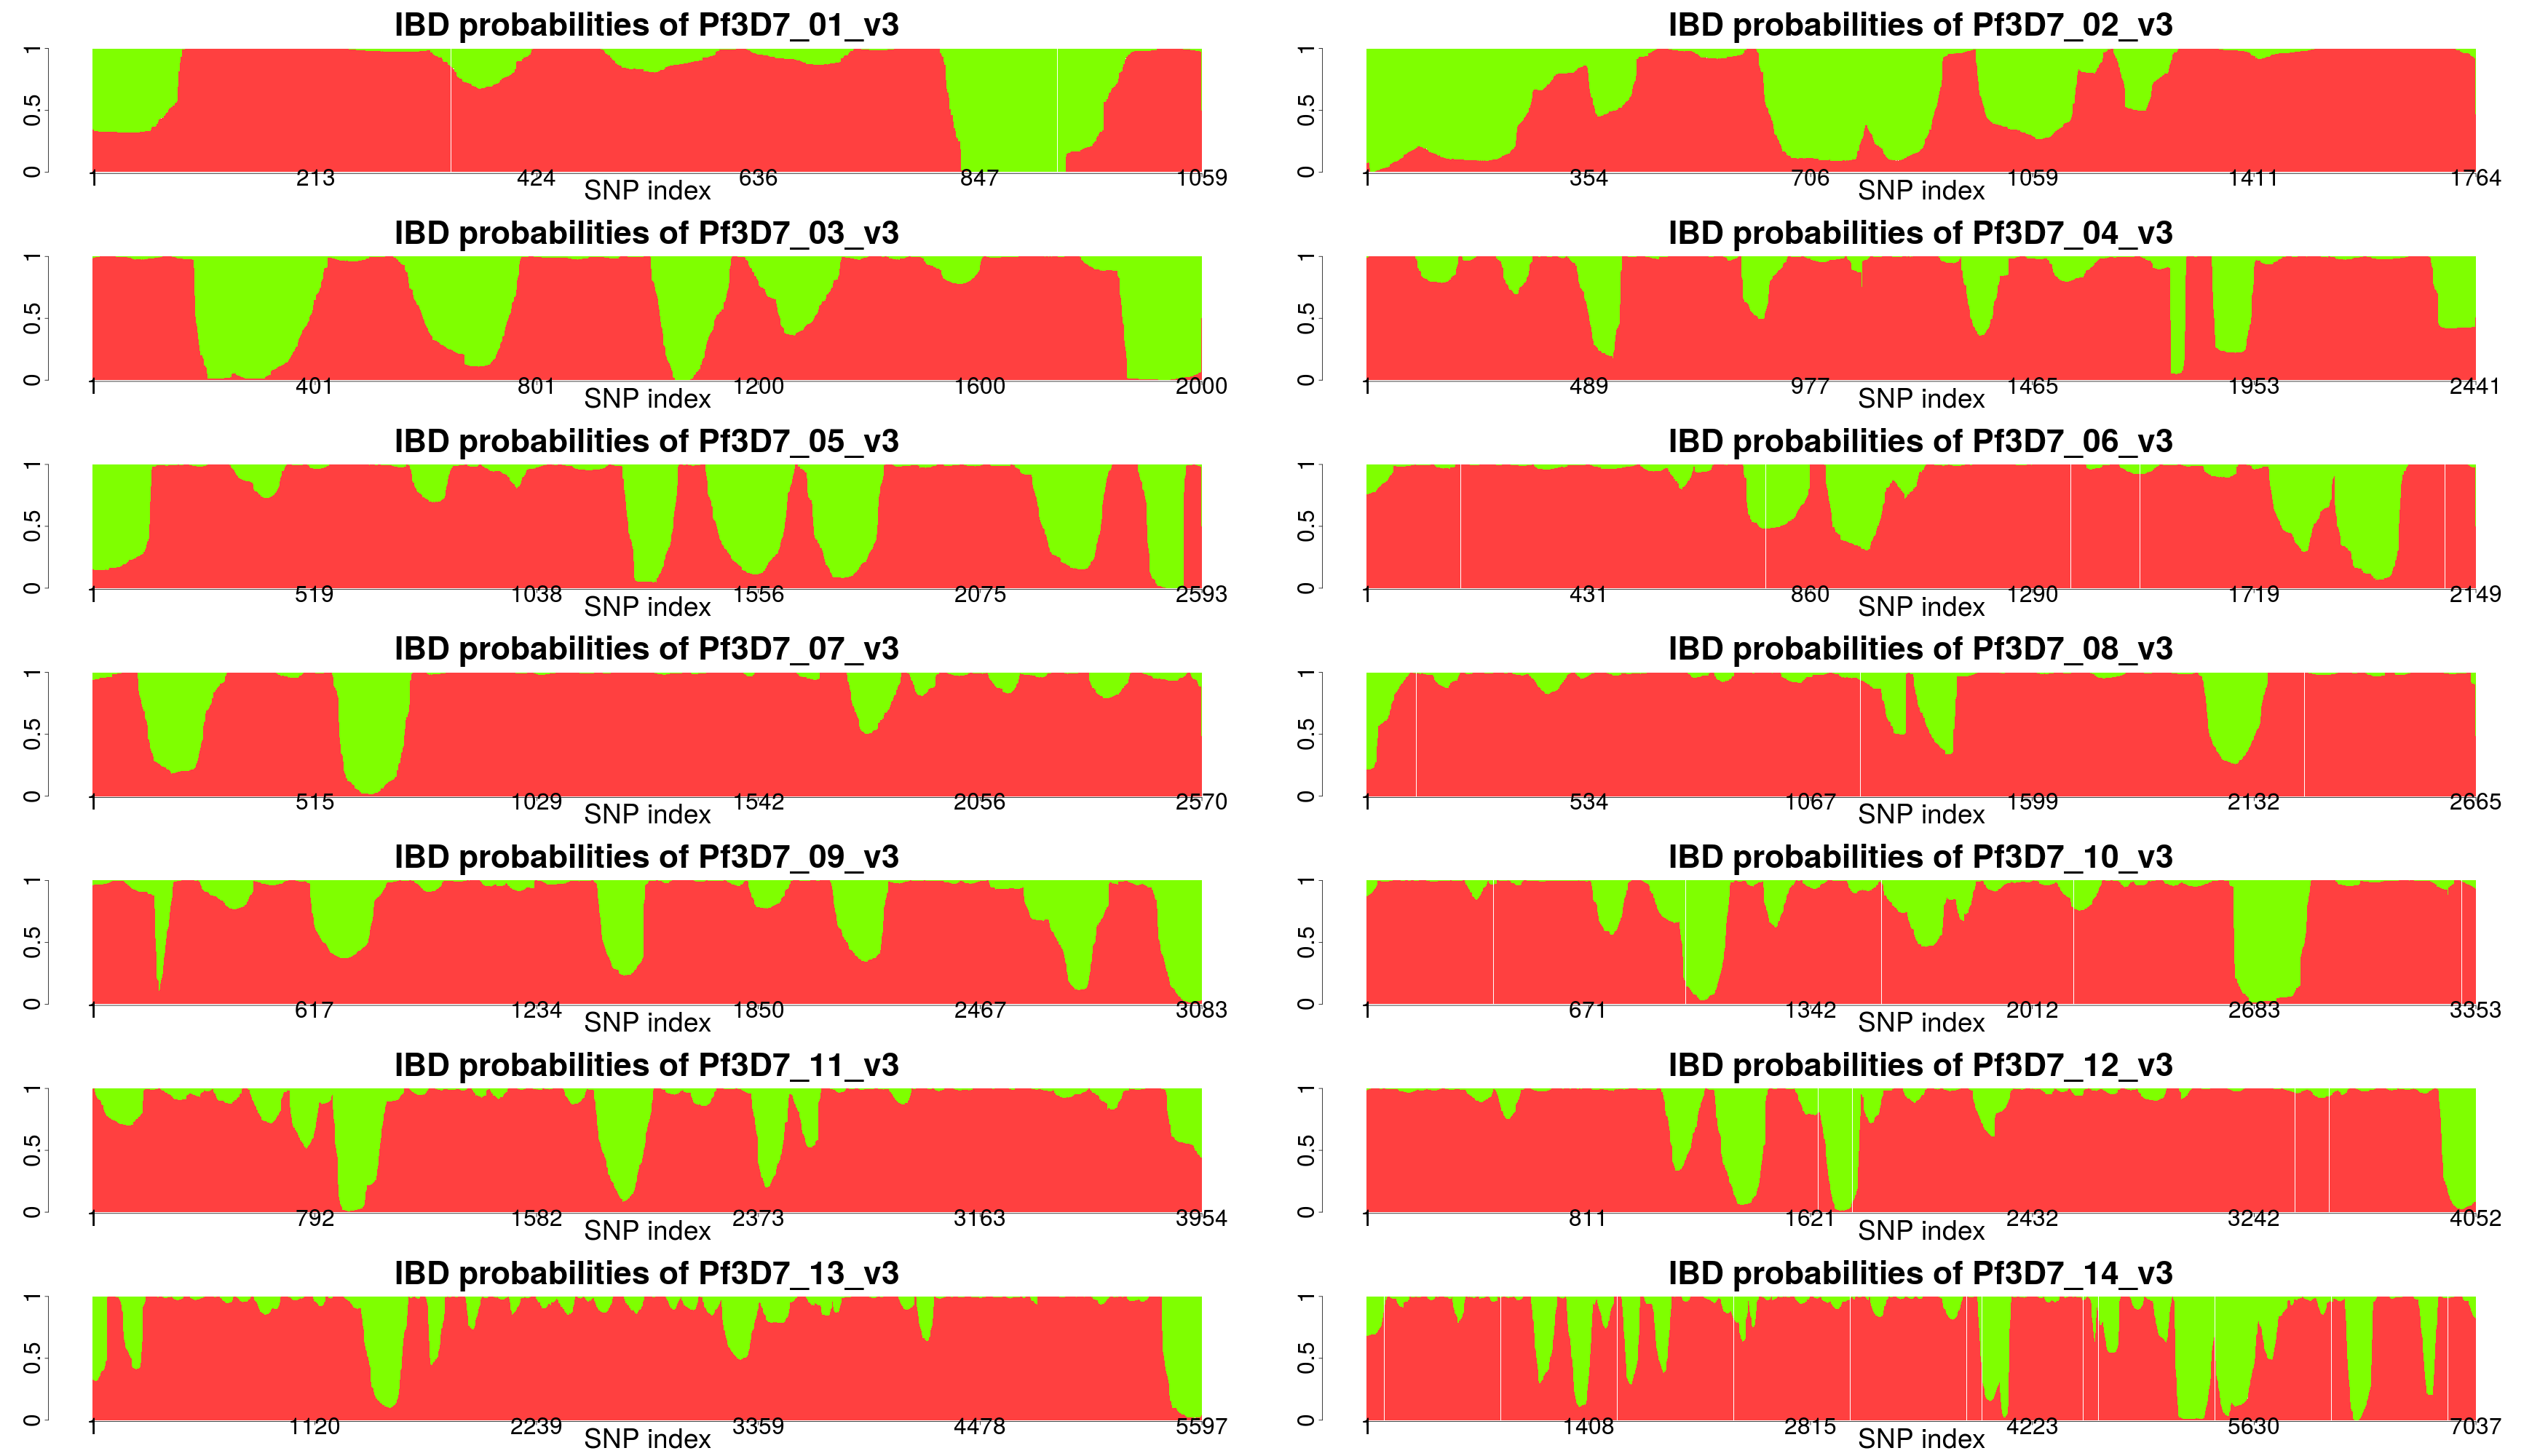 IBD probabilities of Pf3D7_01_v3
0 0.5 1
1 213 424 636 847 1059
SNP index
IBD probabilities of Pf3D7_02_v3
0 0.5 1
1 354 706 1059 1411 1764
SNP index
IBD probabilities of Pf3D7_03_v3
0 0.5 1
1 401 801 1200 1600 2000
SNP index
IBD probabilities of Pf3D7_04_v3
0 0.5 1
1 489 977 1465 1953 2441
SNP index
IBD probabilities of Pf3D7_05_v3
0 0.5 1
1 519 1038 1556 2075 2593
SNP index
IBD probabilities of Pf3D7_06_v3
0 0.5 1
1 431 860 1290 1719 2149
SNP index
IBD probabilities of Pf3D7_07_v3
0 0.5 1
1 515 1029 1542 2056 2570
SNP index
IBD probabilities of Pf3D7_08_v3
0 0.5 1
1 534 1067 1599 2132 2665
SNP index
IBD probabilities of Pf3D7_09_v3
0 0.5 1
1 617 1234 1850 2467 3083
SNP index
IBD probabilities of Pf3D7_10_v3
0 0.5 1
1 671 1342 2012 2683 3353
SNP index
IBD probabilities of Pf3D7_11_v3
0 0.5 1
1 792 1582 2373 3163 3954
SNP index
IBD probabilities of Pf3D7_12_v3
0 0.5 1
1 811 1621 2432 3242 4052
SNP index
IBD probabilities of Pf3D7_13_v3
0 0.5 1
1 1120 2239 3359 4478 5597
SNP index
IBD probabilities of Pf3D7_14_v3
0 0.5 1
1 1408 2815 4223 5630 7037
SNP index